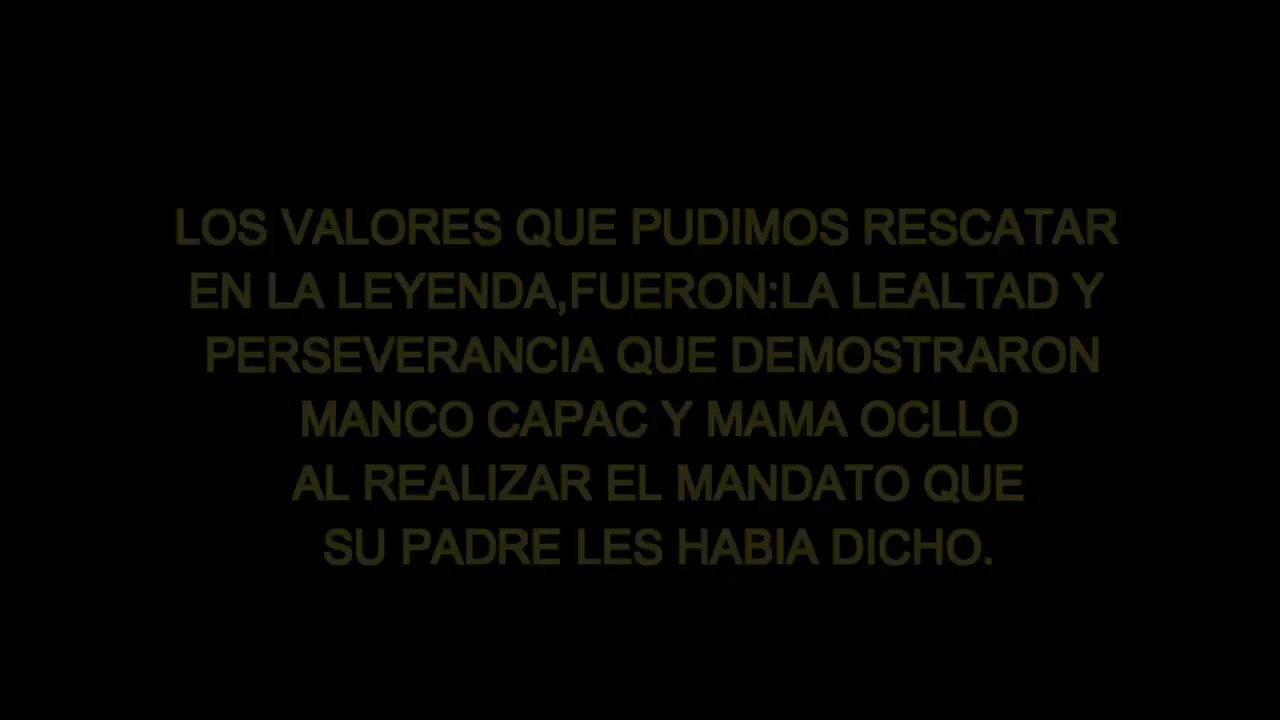 LOS VALORES QUE PUDIMOS RESCATAR
EN LA LEYENDA,FUERON:LA LEALTAD Y
PERSEVERANCIA QUE DEMOSTRARON
MANCO CAPAC Y MAMA OCLLO
AL REALIZAR EL MANDATO QUE
SU PADRE LES HABIA DICHO.